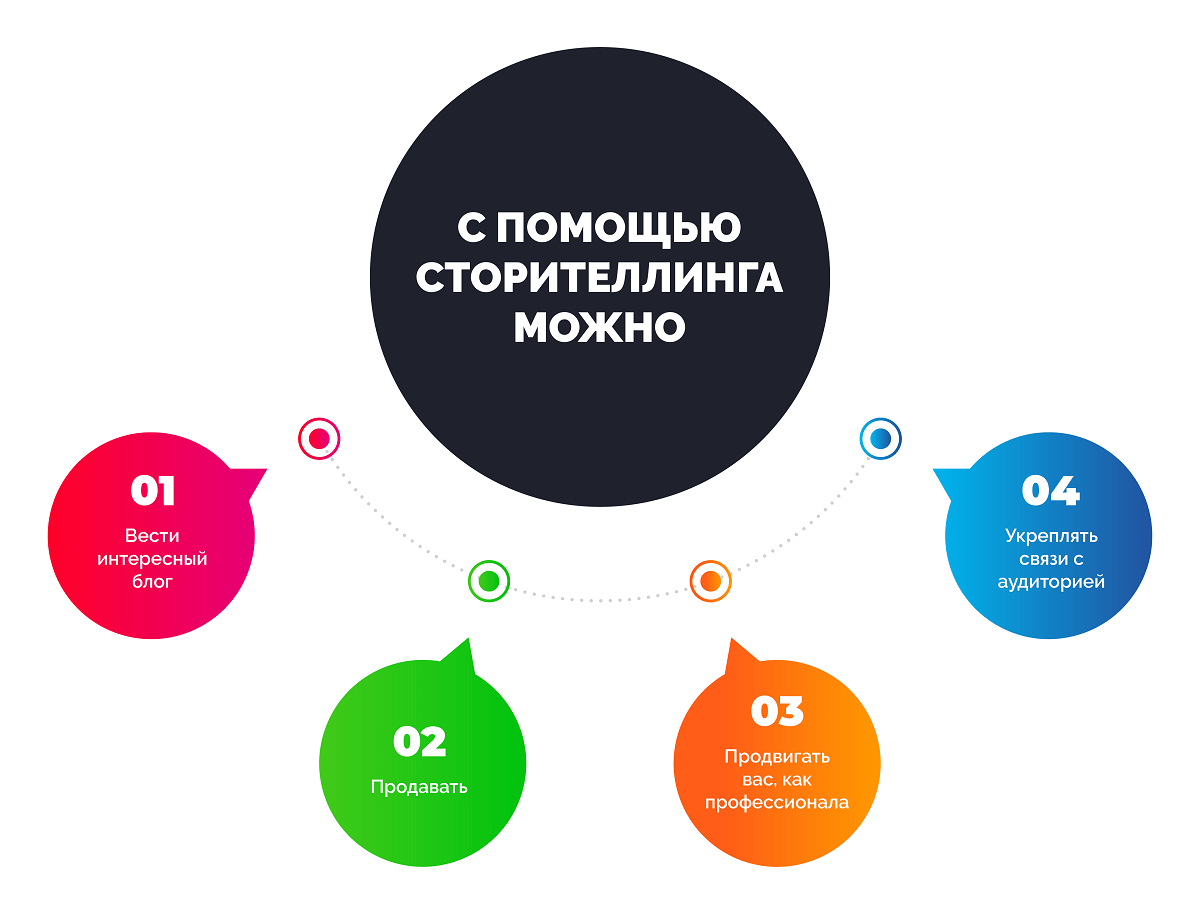 С ПОМОЩЬЮ
СТОРИТЕЛЛИНГА
МОЖНО
01
Вести
интересный
блог
02
Продавать
03
Продвигать
вас, как
профессионала
04
Укреплять
связи с
аудиторией